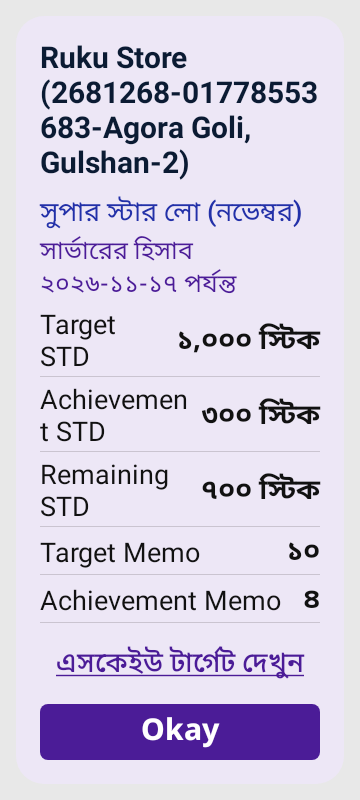 Ruku Store
(2681268-01778553
683-Agora Goli,
Gulshan-2)
সুপার স্টার লো (নভেম্বর)
সার্ভারের হিসাব
২০২৬-১১-১৭ পর্যন্ত
Target
STD
১,০০০ স্টিক
Achievemen
t STD
৩০০ স্টিক
Remaining
STD
৭০০ স্টিক
Target Memo ১০
Achievement Memo ৪
এসকেইউ টার্গেট দেখুন
Okay